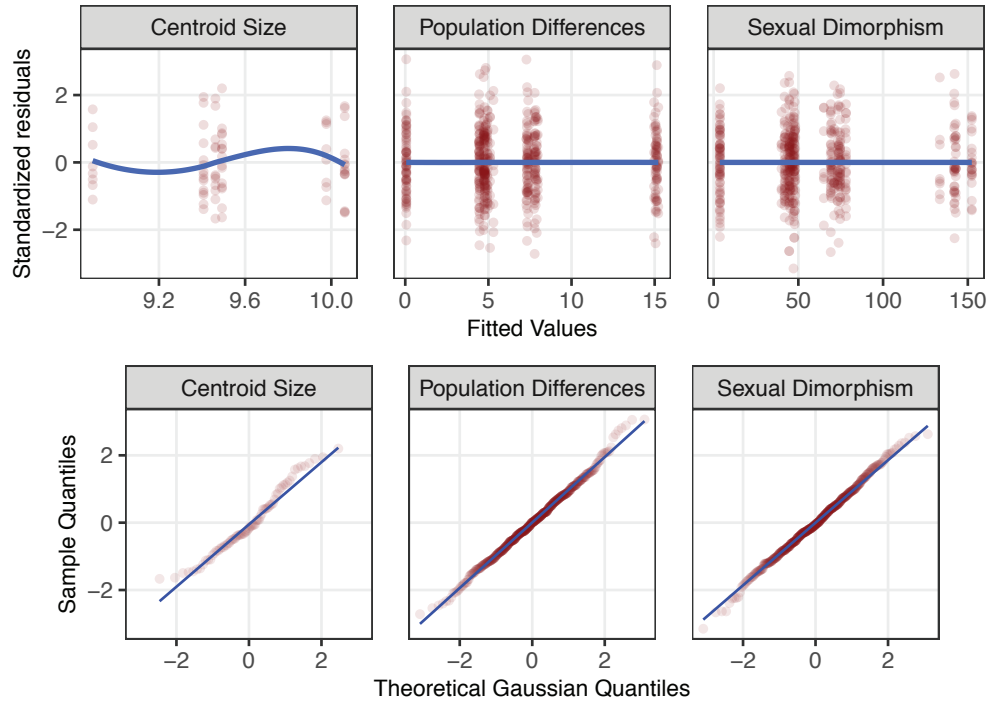 Centroid Size Population Differences Sexual Dimorphism
Standardized residuals
2
0
−2
9.2 9.6 10.0 0 5 10 15 0 50 100 150
Fitted Values
Centroid Size Population Differences Sexual Dimorphism
Sample Quantiles
2
0
−2
−2 0 2 −2 0 2 −2 0 2
Theoretical Gaussian Quantiles